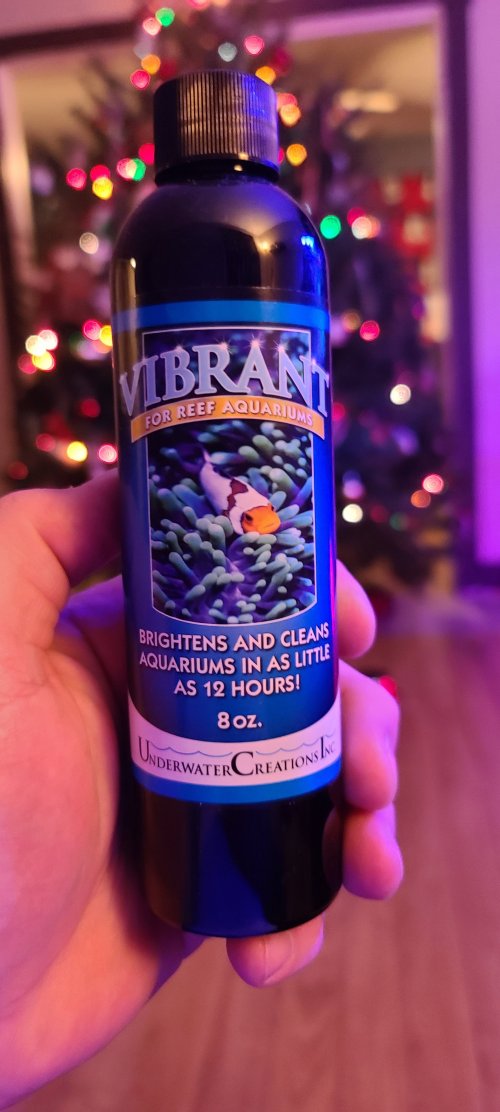 VIBRANT
FOR REEF AQUARIUMS
BRIGHTENS AND CLEANS
AQUARIUMS IN AS LITTLE
AS 12 HOURS!
8 oz.
UNDERWATERCREATIONSINC